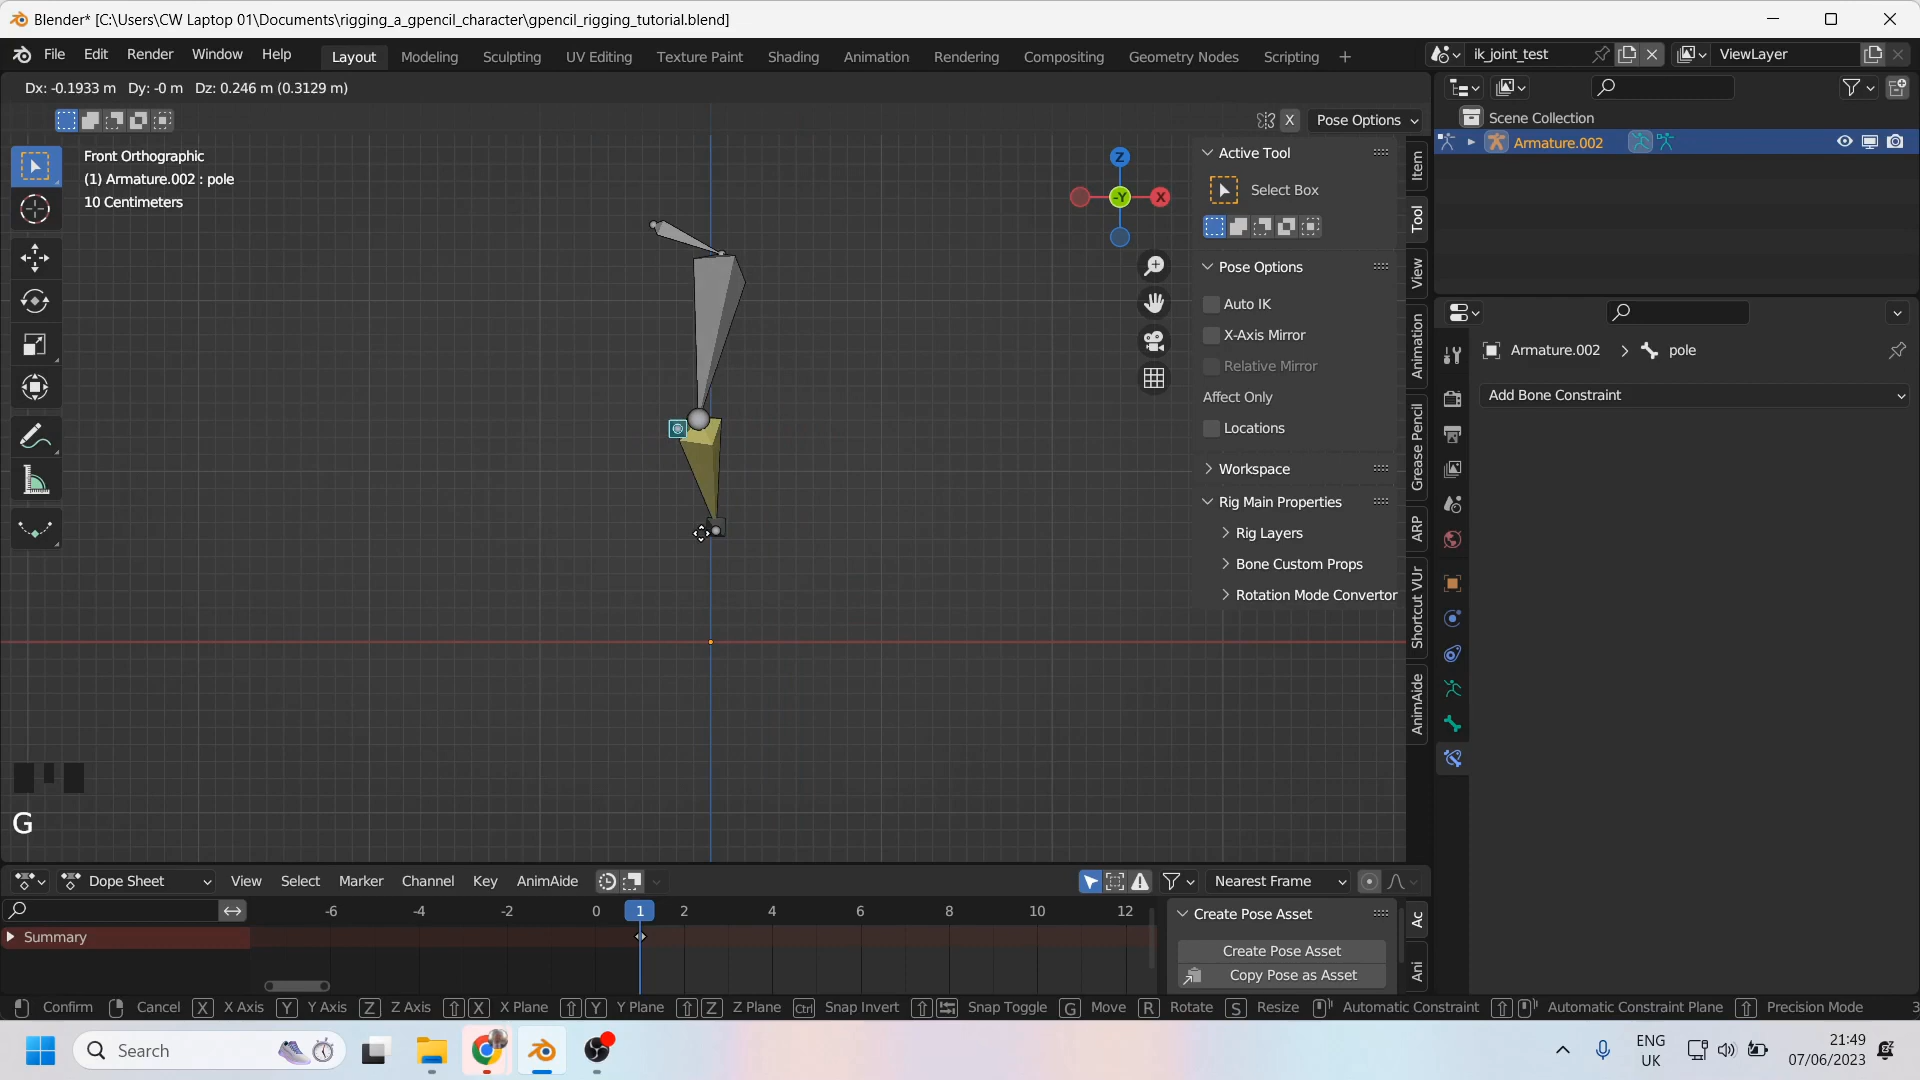 Blender* [C:\Users\CW Laptop 01\Documents\rigging_a_gpencil_character\gpencil_rigging_tutorial.blend]
File Edit Render Window Help Layout Modeling Sculpting UV Editing Texture Paint Shading Animation Rendering Compositing Geometry Nodes Scripting + ik_joint_test ViewLayer
Dx: -0.1933 m Dy: -0 m Dz: 0.246 m (0.3129 m)
X Pose Options
Scene Collection
Armature.002
Front Orthographic
(1) Armature.002 : pole
10 Centimeters
Z
-Y
X
Active Tool
Select Box
Pose Options
Auto IK
X-Axis Mirror
Relative Mirror
Affect Only
Locations
Workspace
Rig Main Properties
Rig Layers
Bone Custom Props
Rotation Mode Convertor
Item
Tool
View
Animation
Grease Pencil
ARP
Shortcut VUr
AnimAide
Armature.002 > pole
Add Bone Constraint
G
Dope Sheet View Select Marker Channel Key AnimAide Nearest Frame
-6 -4 -2 0 1 2 4 6 8 10 12
Summary
Create Pose Asset
Create Pose Asset
Copy Pose as Asset
Ac
Ani
Confirm Cancel X X Axis Y Y Axis Z Z Axis X X Plane Y Y Plane Z Z Plane Ctrl Snap Invert Snap Toggle G Move R Rotate S Resize Automatic Constraint Automatic Constraint Plane Precision Mode 3
Search
ENG
UK
21:49
07/06/2023